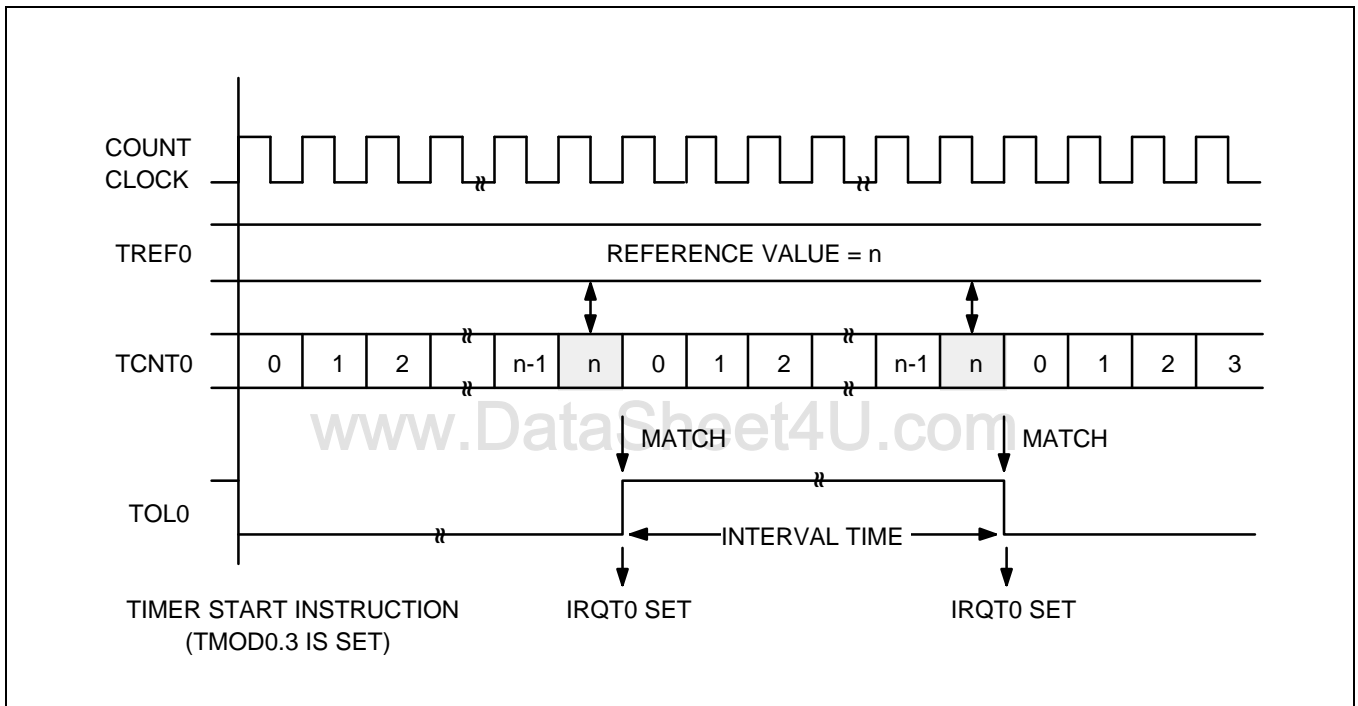 COUNT
CLOCK
TREF0
REFERENCE VALUE = n
TCNT0
0 1 2 n-1 n 0 1 2 n-1 n 0 1 2 3
www.DataSheet4U.com
MATCH MATCH
TOL0
INTERVAL TIME
TIMER START INSTRUCTION
(TMOD0.3 IS SET)
IRQT0 SET IRQT0 SET